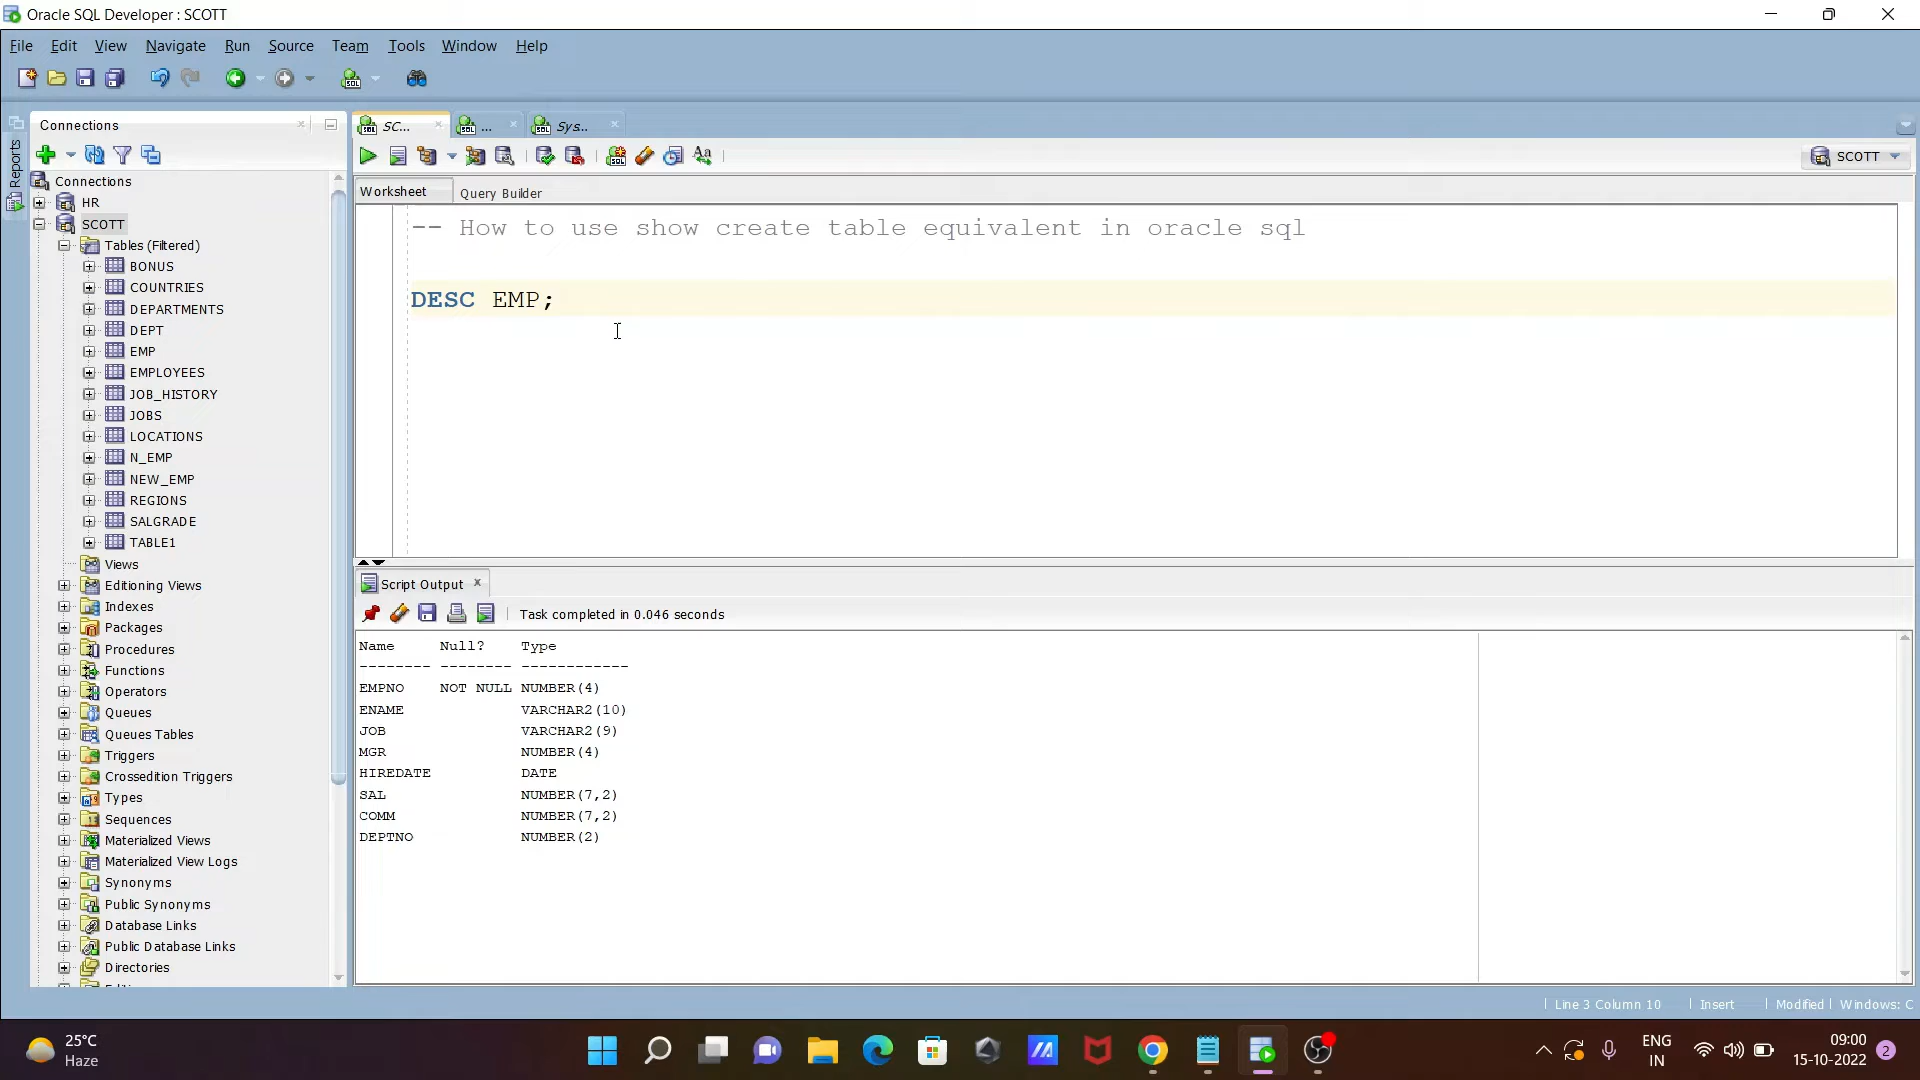 Oracle SQL Developer : SCOTT
File Edit View Navigate Run Source Team Tools Window Help
Connections
SC...
...
Sys..
Reports
SCOTT
Worksheet
Query Builder
Connections
HR
SCOTT
Tables (Filtered)
BONUS
COUNTRIES
DEPARTMENTS
DEPT
EMP
EMPLOYEES
JOB_HISTORY
JOBS
LOCATIONS
N_EMP
NEW_EMP
REGIONS
SALGRADE
TABLE1
Views
Editioning Views
Indexes
Packages
Procedures
Functions
Operators
Queues
Queues Tables
Triggers
Crossedition Triggers
Types
Sequences
Materialized Views
Materialized View Logs
Synonyms
Public Synonyms
Database Links
Public Database Links
Directories
-- How to use show create table equivalent in oracle sql
DESC EMP;
Script Output
Task completed in 0.046 seconds
Name Null? Type
-------- -------- ------------
EMPNO NOT NULL NUMBER(4)
ENAME VARCHAR2(10)
JOB VARCHAR2(9)
MGR NUMBER(4)
HIREDATE DATE
SAL NUMBER(7,2)
COMM NUMBER(7,2)
DEPTNO NUMBER(2)
Line 3 Column 10 Insert Modified Windows: C
25°C
Haze
ENG
IN
09:00
15-10-2022
2